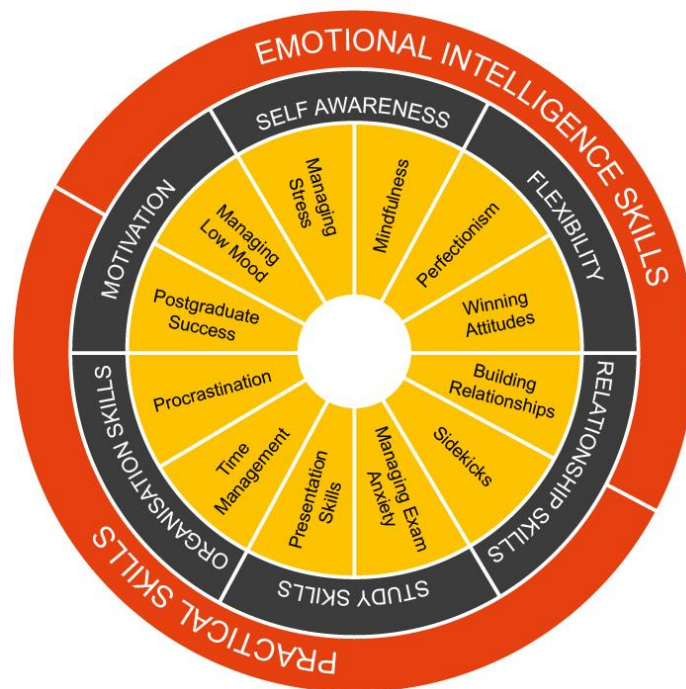 EMOTIONAL INTELLIGENCE SKILLS
SELF AWARENESS
FLEXIBILITY
RELATIONSHIP SKILLS
STUDY SKILLS
ORGANISATION SKILLS
MOTIVATION
Managing
Stress
Mindfulness
Perfectionism
Winning
Attitudes
Building
Relationships
Sidekicks
Managing Exam
Anxiety
Presentation
Skills
Time
Management
Procrastination
Postgraduate
Success
Managing
Low Mood
PRACTICAL SKILLS